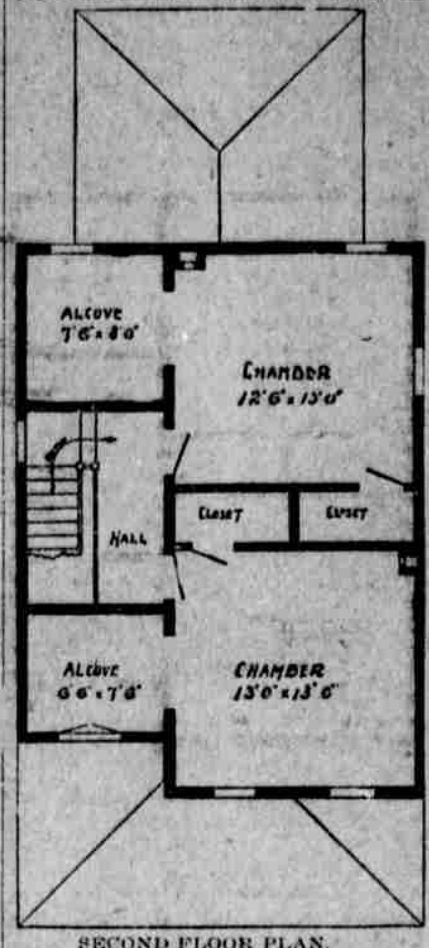 ALCOVE
7'6" x 8'0"
CHAMBER
12'6" x 13'0"
CLOSET
CLOSET
HALL
ALCOVE
6'6" x 7'6"
CHAMBER
13'0" x 13'6"
SECOND FLOOR PLAN.